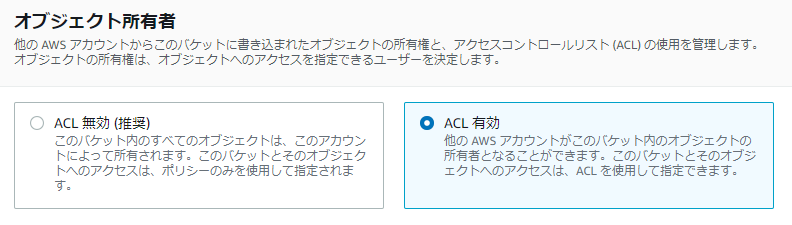 オブジェクト所有者
他の AWS アカウントからこのバケットに書き込まれたオブジェクトの所有権と、アクセスコントロールリスト (ACL) の使用を管理します。
オブジェクトの所有権は、オブジェクトへのアクセスを指定できるユーザーを決定します。
ACL 無効 (推奨)
このバケット内のすべてのオブジェクトは、このアカウン
トによって所有されます。このバケットとそのオブジェク
トへのアクセスは、ポリシーのみを使用して指定されま
す。
ACL 有効
他の AWS アカウントがこのバケット内のオブジェクトの
所有者となることができます。このバケットとそのオブジ
ェクトへのアクセスは、ACL を使用して指定できます。